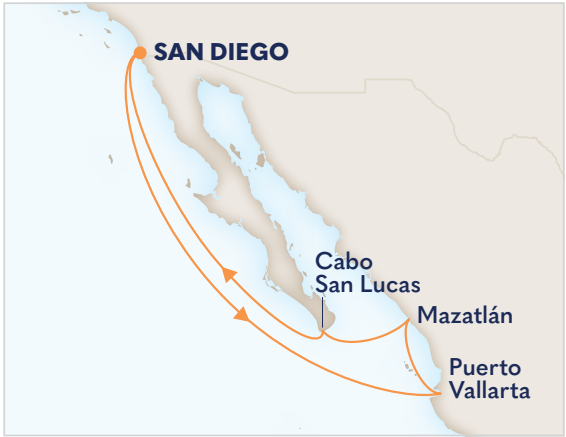 SAN DIEGO
Cabo
San Lucas
Mazatlán
Puerto
Vallarta